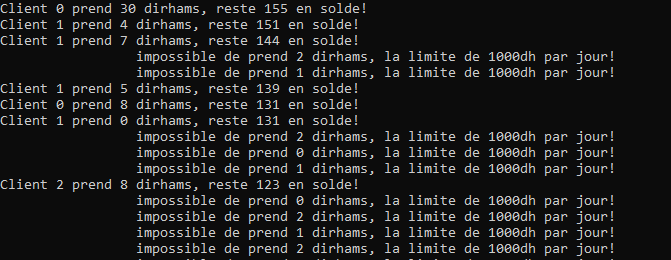 Client 0 prend 30 dirhams, reste 155 en solde!
Client 1 prend 4 dirhams, reste 151 en solde!
Client 1 prend 7 dirhams, reste 144 en solde!
impossible de prend 2 dirhams, la limite de 1000dh par jour!
impossible de prend 1 dirhams, la limite de 1000dh par jour!
Client 1 prend 5 dirhams, reste 139 en solde!
Client 0 prend 8 dirhams, reste 131 en solde!
Client 1 prend 0 dirhams, reste 131 en solde!
impossible de prend 2 dirhams, la limite de 1000dh par jour!
impossible de prend 0 dirhams, la limite de 1000dh par jour!
impossible de prend 1 dirhams, la limite de 1000dh par jour!
Client 2 prend 8 dirhams, reste 123 en solde!
impossible de prend 0 dirhams, la limite de 1000dh par jour!
impossible de prend 2 dirhams, la limite de 1000dh par jour!
impossible de prend 1 dirhams, la limite de 1000dh par jour!
impossible de prend 2 dirhams, la limite de 1000dh par jour!